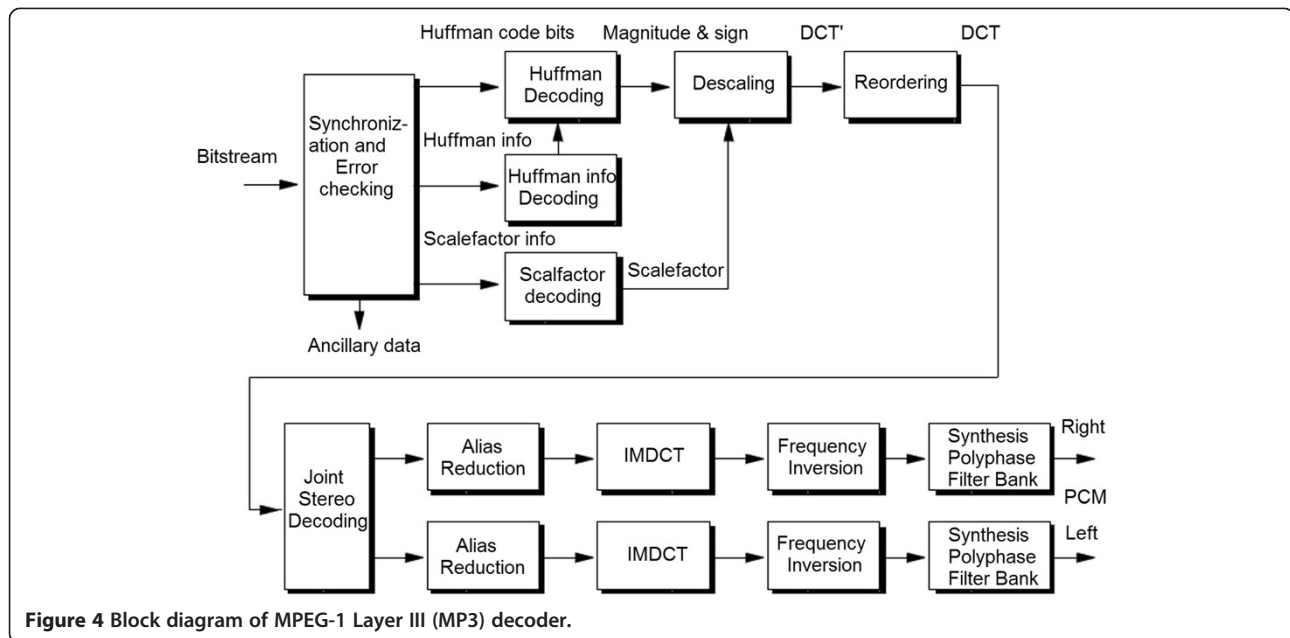 Huffman code bits
Magnitude & sign
DCT'
DCT
Huffman
Decoding
Descaling
Reordering
Synchroniz-
ation and
Error
checking
Bitstream
Huffman info
Huffman info
Decoding
Scalefactor info
Scalfactor
decoding
Scalefactor
Ancillary data
Joint
Stereo
Decoding
Alias
Reduction
IMDCT
Frequency
Inversion
Synthesis
Polyphase
Filter Bank
Right
PCM
Alias
Reduction
IMDCT
Frequency
Inversion
Synthesis
Polyphase
Filter Bank
Left
Figure 4 Block diagram of MPEG-1 Layer III (MP3) decoder.